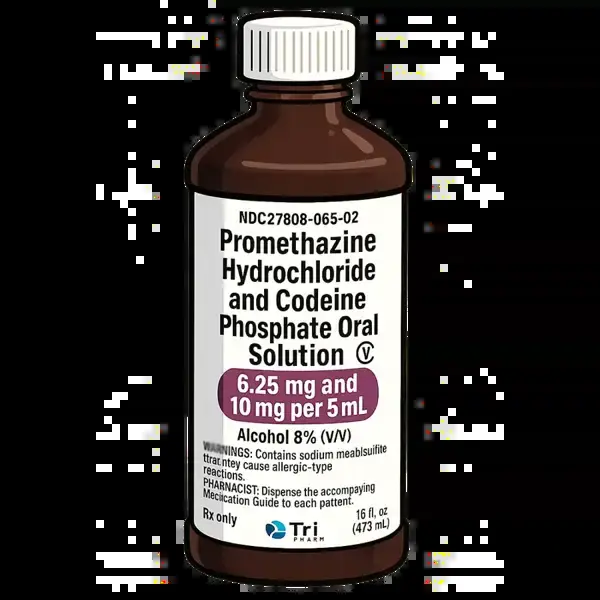 NDC27808-065-02
Promethazine
Hydrochloride
and Codeine
Phosphate Oral
Solution CV
6.25 mg and
10 mg per 5 mL
Alcohol 8% (V/V)
WARNINGS: Contains sodium meablsulfite
cause allergic-type
reactions.
PHARMACIST: Dispense the accompaying
Medication Guide to each pattent.
Rx only
Tri
PHARM
16 fl, oz
(473 mL)